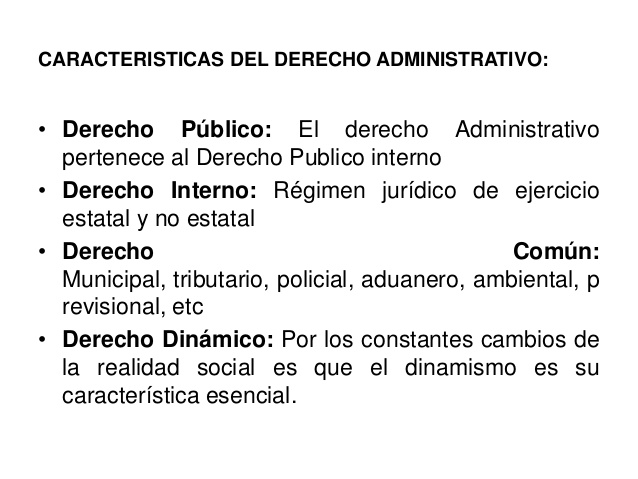 CARACTERISTICAS DEL DERECHO ADMINISTRATIVO:
• Derecho Público: El derecho Administrativo
pertenece al Derecho Publico interno
• Derecho Interno: Régimen jurídico de ejercicio
estatal y no estatal
• Derecho Común:
Municipal, tributario, policial, aduanero, ambiental, p
revisional, etc
• Derecho Dinámico: Por los constantes cambios de
la realidad social es que el dinamismo es su
característica esencial.